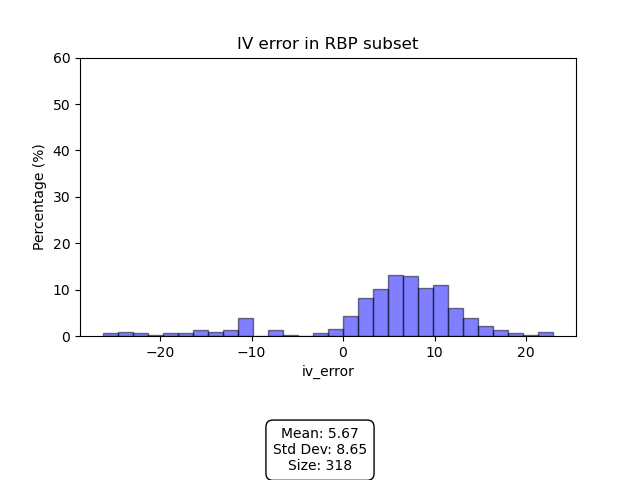 IV error in RBP subset
60
50
40
30
20
10
0
Percentage (%)
−20
−10
0
10
20
iv_error
Mean: 5.67
Std Dev: 8.65
Size: 318